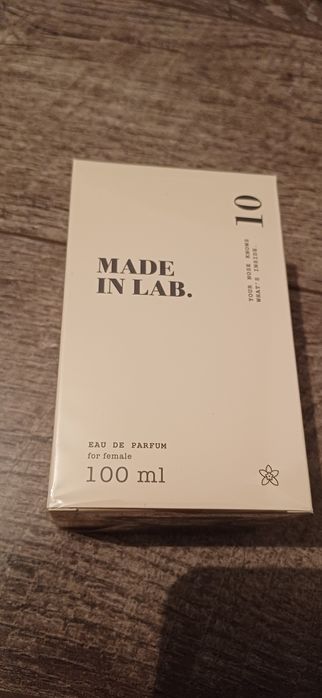 10
YOUR NOSE KNOWS
WHAT'S INSIDE.
MADE
IN LAB.
EAU DE PARFUM
for female
100 ml